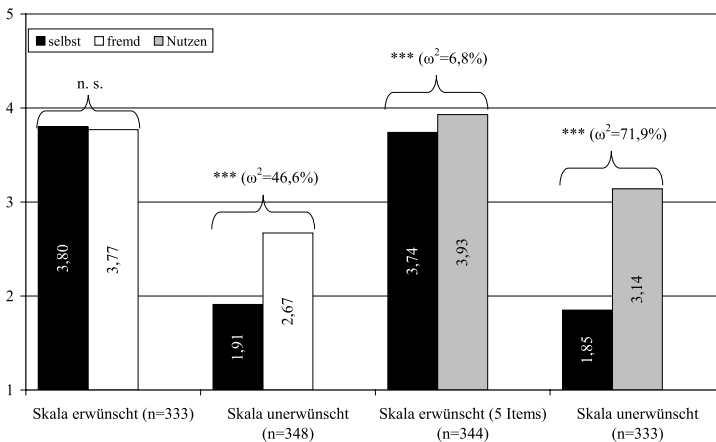 5
selbst fremd Nutzen
*** (ω²=6,8%)
n. s.
4
*** (ω²=71,9%)
*** (ω²=46,6%)
3
3,80 3,77 1,91 2,67 3,74 3,93 1,85 3,14
2
1
Skala erwünscht (n=333) Skala unerwünscht Skala erwünscht (5 Items) Skala unerwünscht
(n=348) (n=344) (n=333)